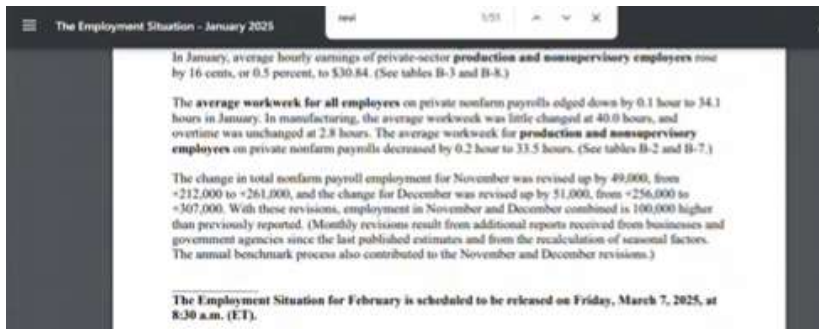 The Employment Situation - January 2025
revi
1/51
In January, average hourly earnings of private-sector production and nonsupervisory employees rose
by 16 cents, or 0.5 percent, to $30.84. (See tables B-3 and B-8.)
The average workweek for all employees on private nonfarm payrolls edged down by 0.1 hour to 34.1
hours in January. In manufacturing, the average workweek was little changed at 40.0 hours, and
overtime was unchanged at 2.8 hours. The average workweek for production and nonsupervisory
employees on private nonfarm payrolls decreased by 0.2 hour to 33.5 hours. (See tables B-2 and B-7.)
The change in total nonfarm payroll employment for November was revised up by 49,000, from
+212,000 to +261,000, and the change for December was revised up by 51,000, from +256,000 to
+307,000. With these revisions, employment in November and December combined is 100,000 higher
than previously reported. (Monthly revisions result from additional reports received from businesses and
government agencies since the last published estimates and from the recalculation of seasonal factors.
The annual benchmark process also contributed to the November and December revisions.)
The Employment Situation for February is scheduled to be released on Friday, March 7, 2025, at
8:30 a.m. (ET).